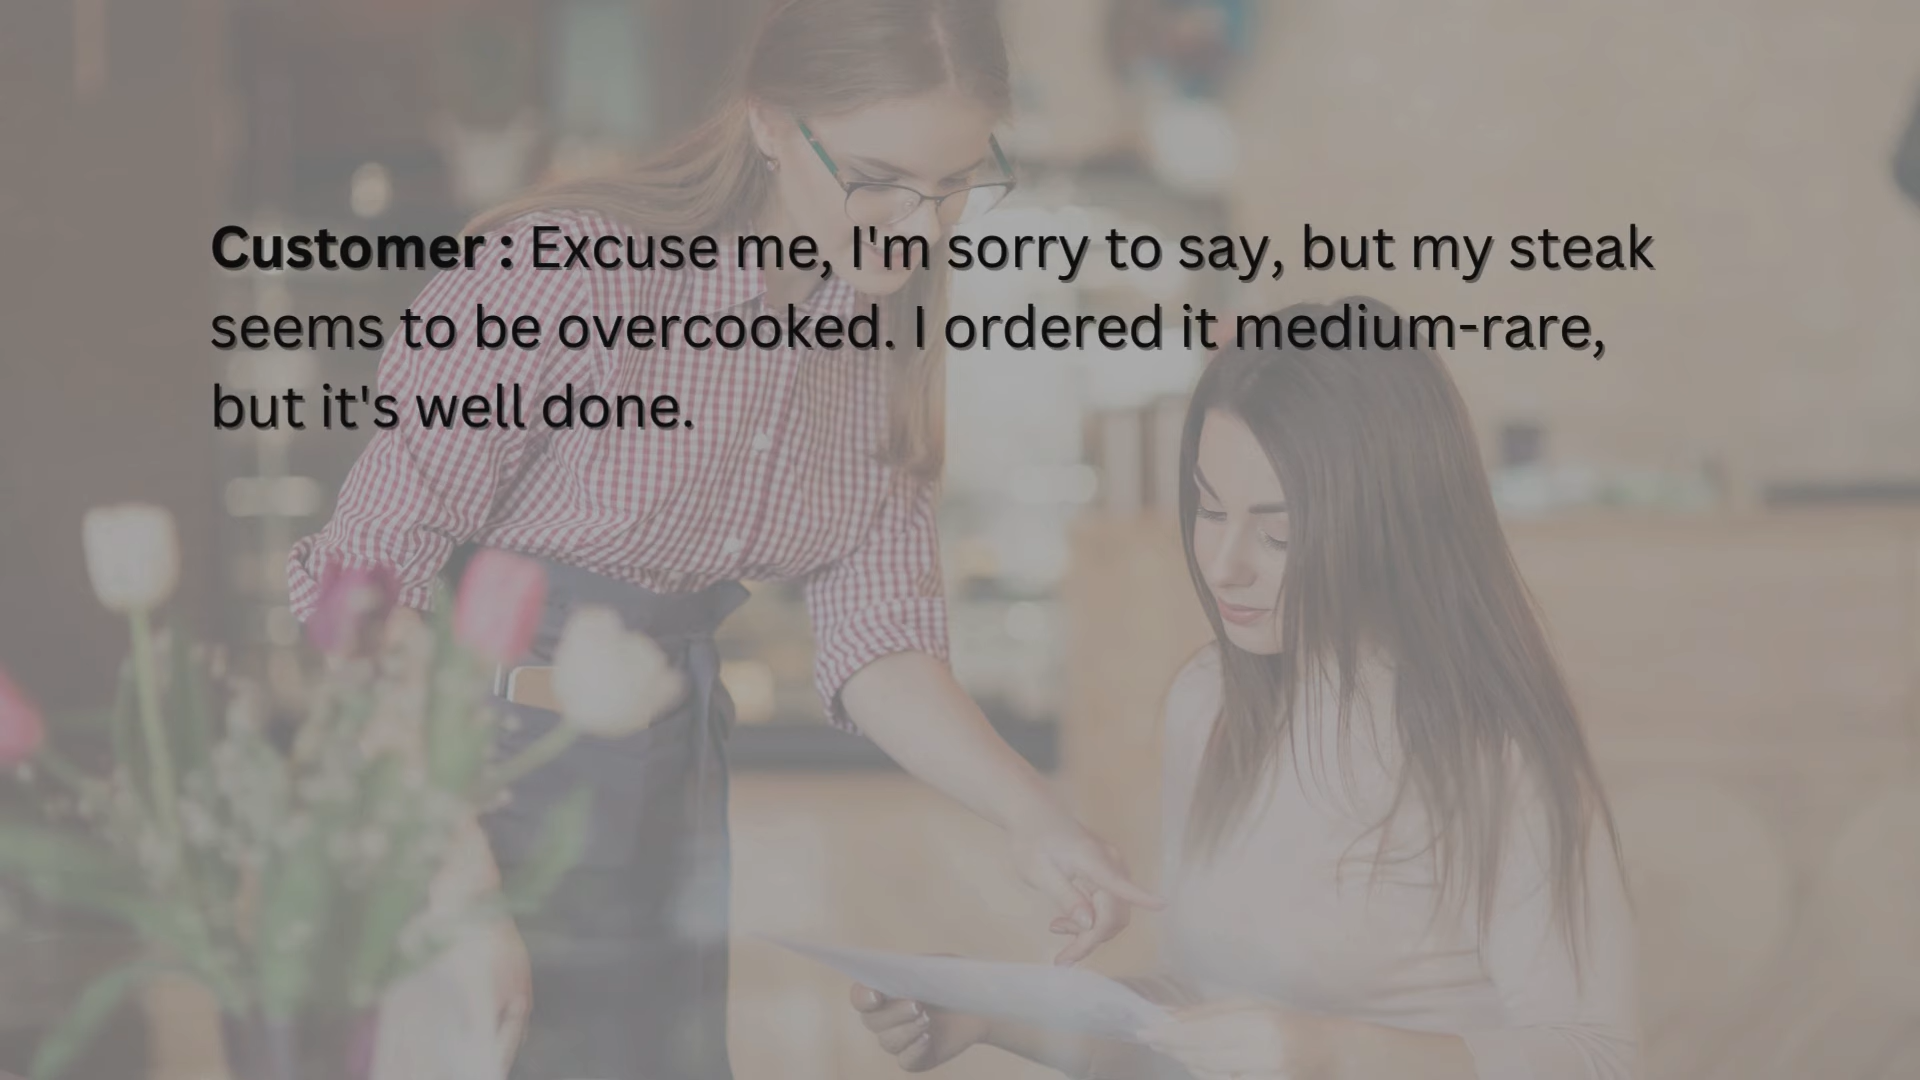 Customer : Excuse me, I'm sorry to say, but my steak
seems to be overcooked. I ordered it medium-rare,
but it's well done.